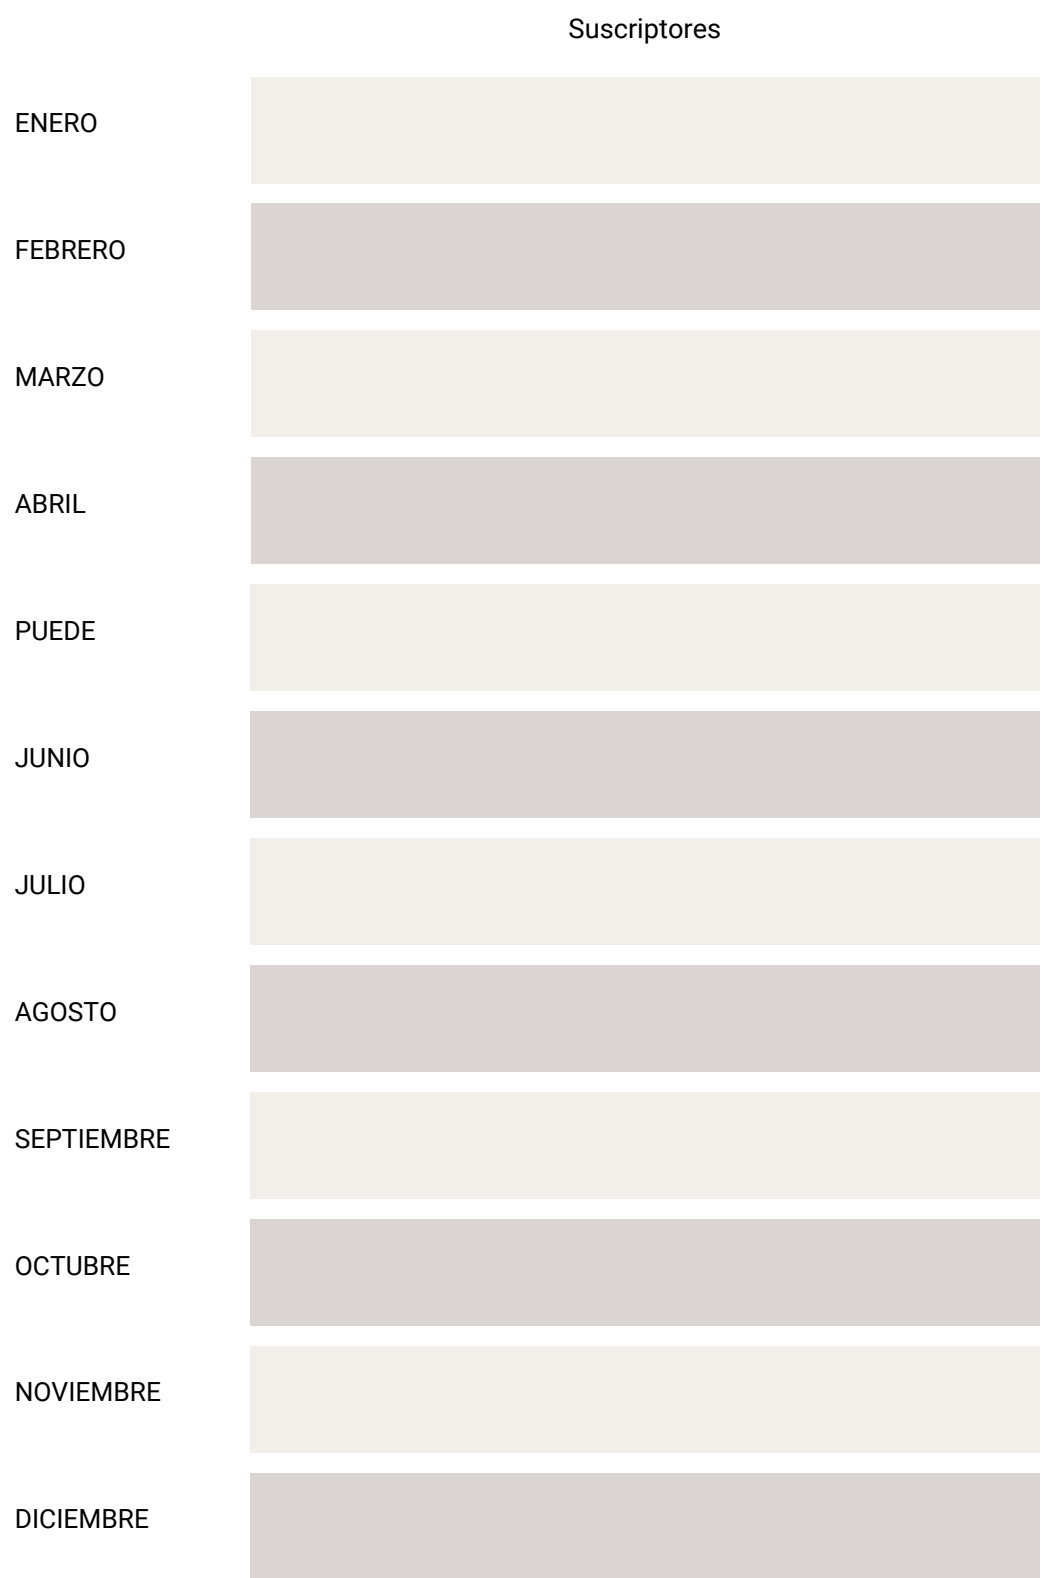 Suscriptores
ENERO
FEBRERO
MARZO
ABRIL
PUEDE
JUNIO
JULIO
AGOSTO
SEPTIEMBRE
OCTUBRE
NOVIEMBRE
DICIEMBRE